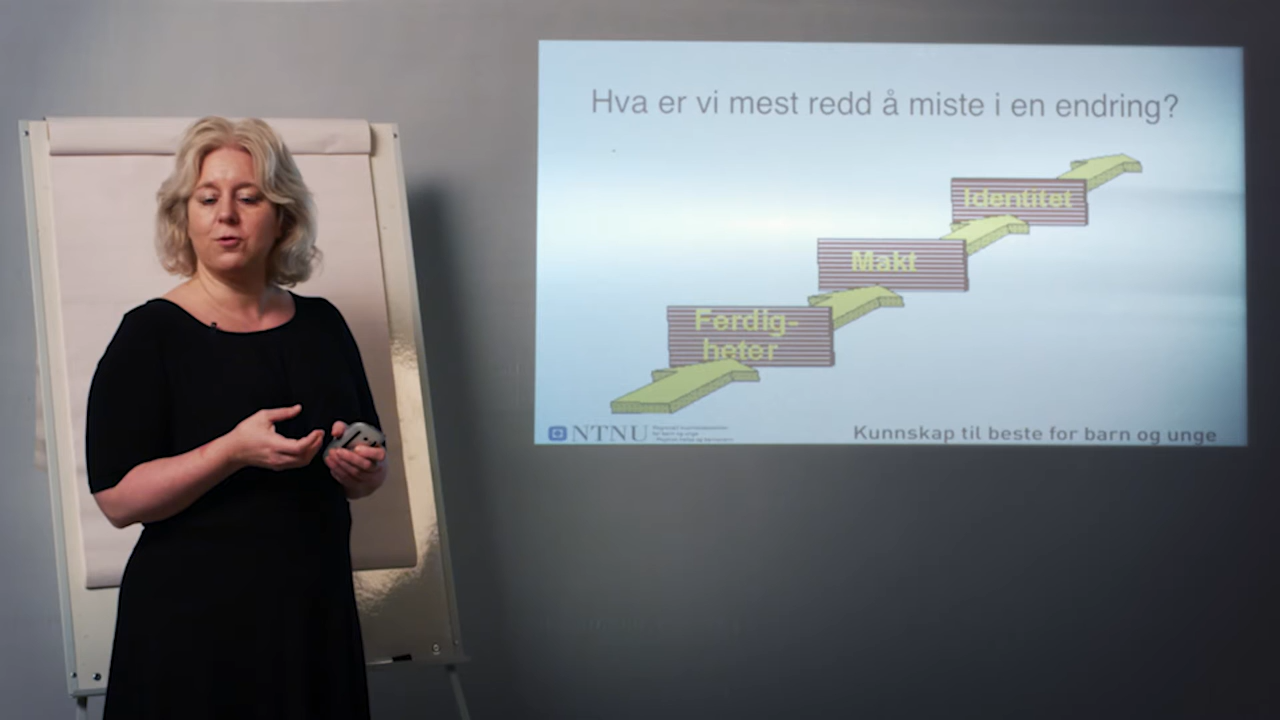 Hva er vi mest redd å miste i en endring?
Identitet
Makt
Ferdig-
heter
NTNU
Kunnskap til beste for barn og unge